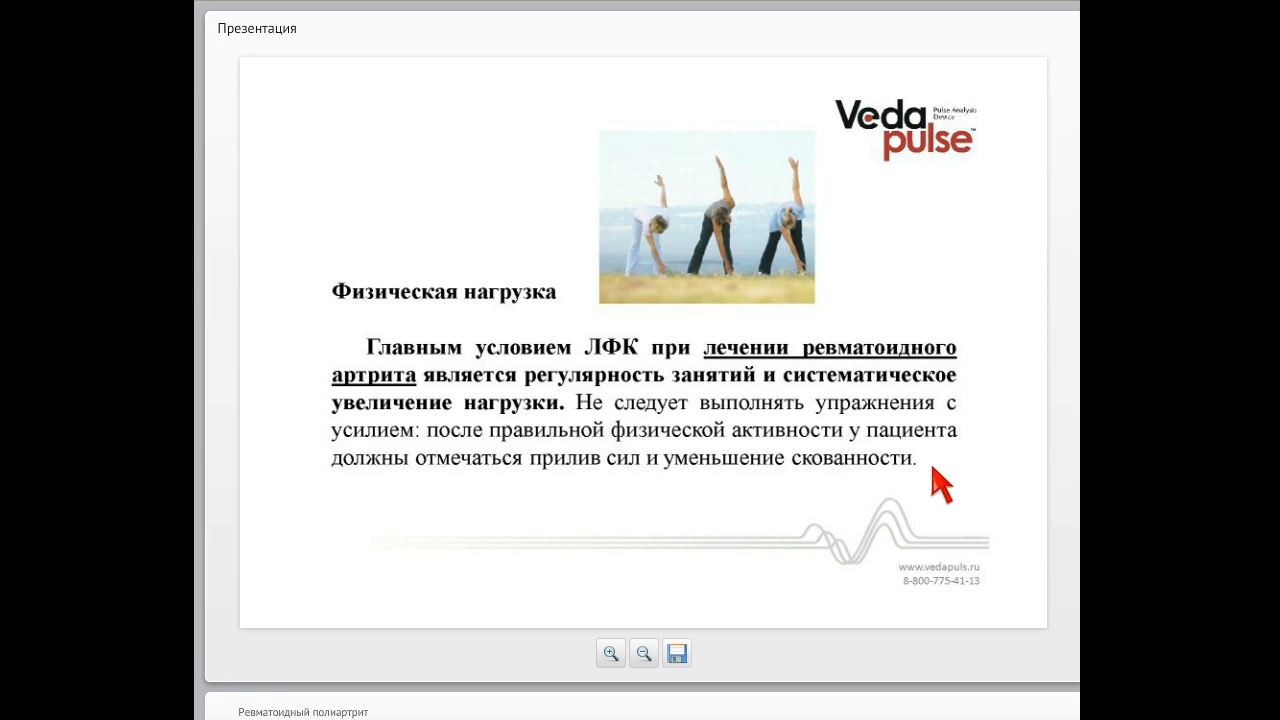 Презентация
Veda
Pulse Analysis
Device
pulse™
Физическая нагрузка
Главным условием ЛФК при лечении ревматоидного
артрита является регулярность занятий и систематическое
увеличение нагрузки. Не следует выполнять упражнения с
усилием: после правильной физической активности у пациента
должны отмечаться прилив сил и уменьшение скованности.
www.vedapuls.ru
8-800-775-41-13
Ревматоидный полиартрит